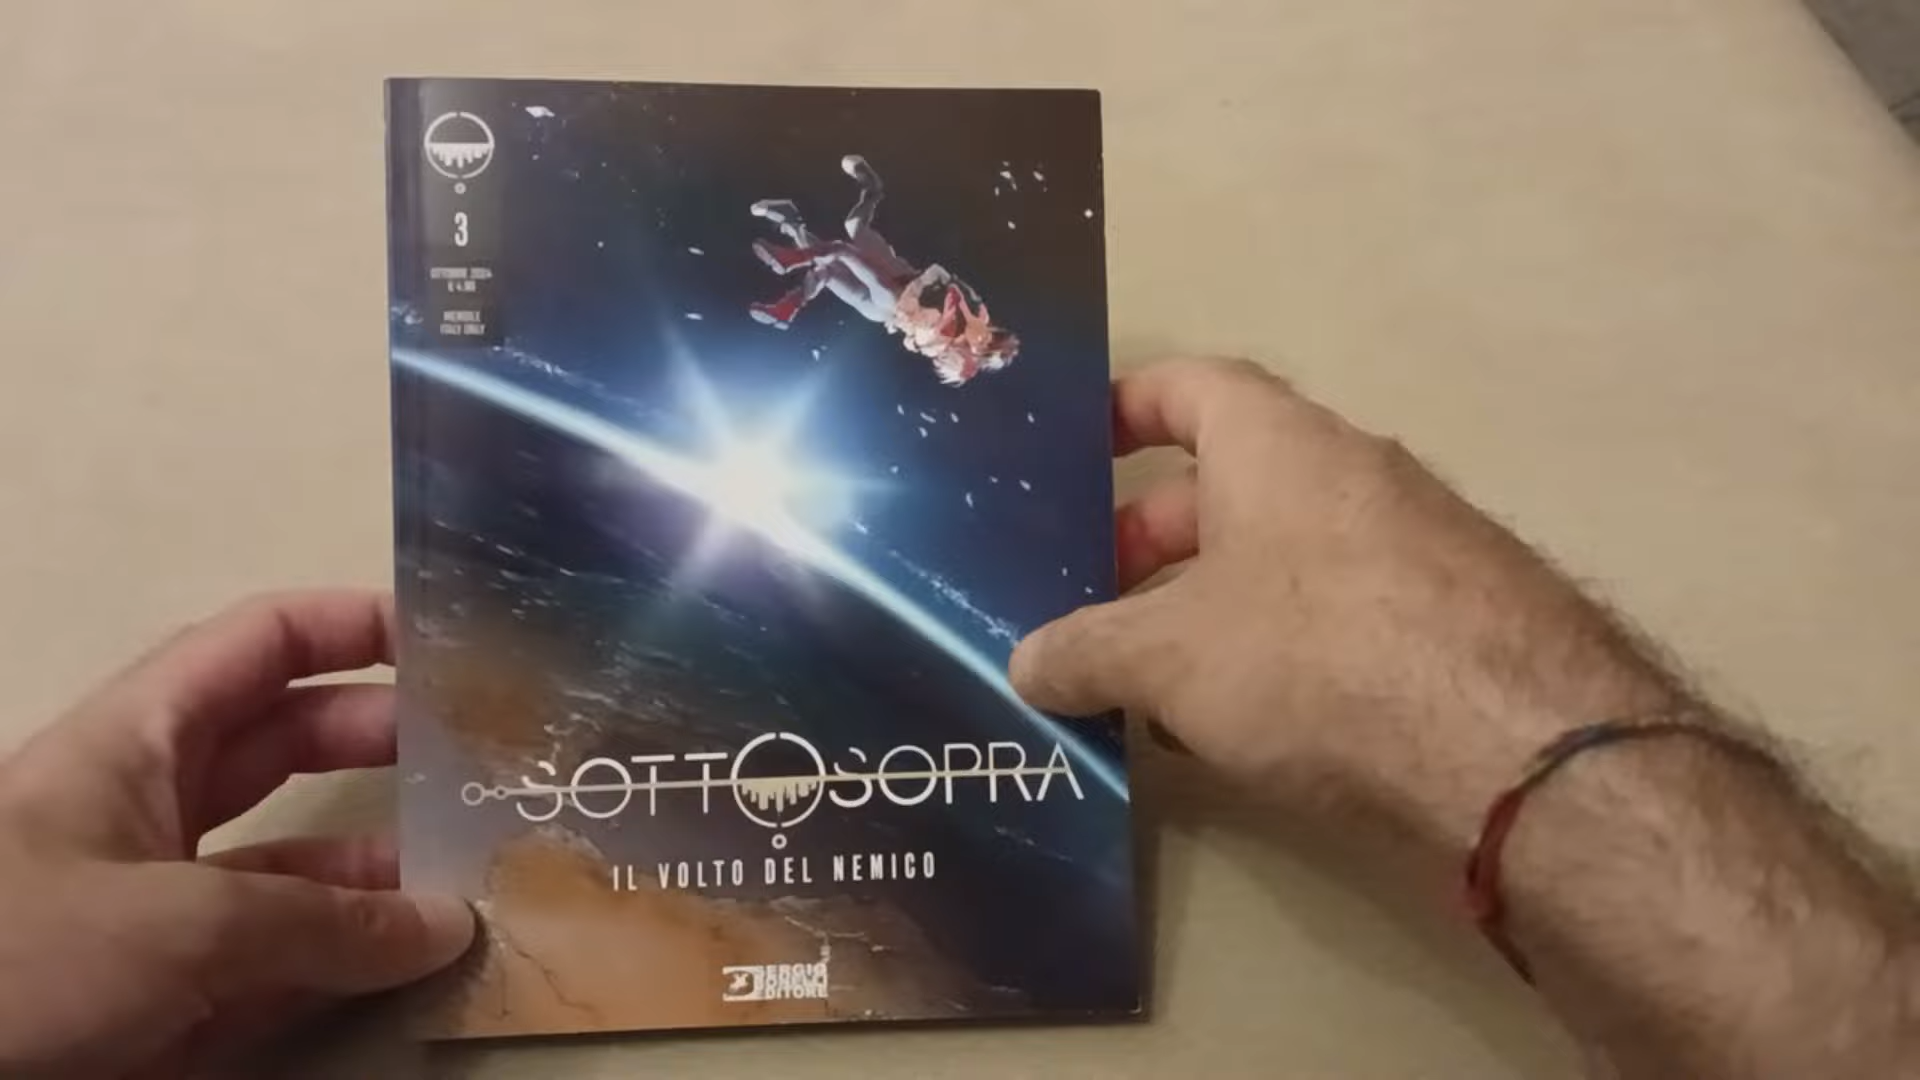 3
OTTOBRE 2024
€ 4,90
MENSILE
ITALY ONLY
SOTTOSOPRA
IL VOLTO DEL NEMICO
SERGIO
BONELLI
EDITORE